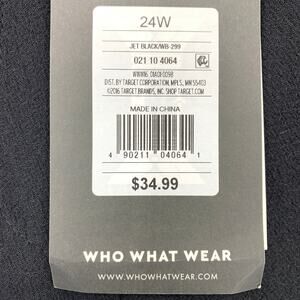 24W
JET BLACK/WB-299
021 10 4064
DIST. BY TARGET CORPORATION, MPLS., MN 55403
©2016 TARGET BRANDS, INC. SHOP TARGET.COM
MADE IN CHINA
4 90211 04064 1
$34.99
WHO WHAT WEAR
WWW.WHOWHATWEAR.COM